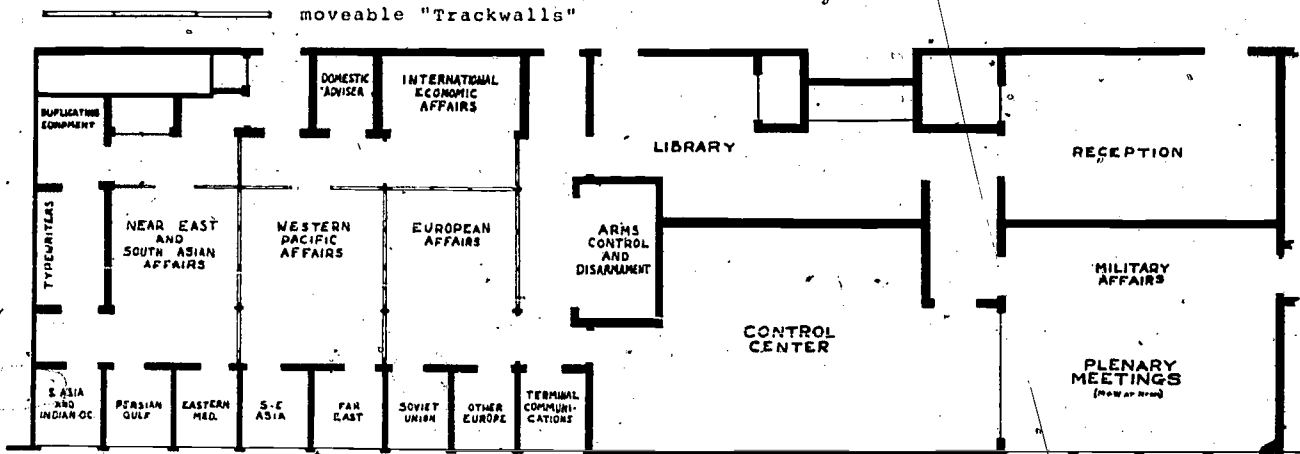 moveable "Trackwalls"
DOMESTIC
ADVISER
INTERNATIONAL
ECONOMIC
AFFAIRS
DUPLICATING
EQUIPMENT
LIBRARY
RECEPTION
TYPEWRITERS
NEAR EAST
AND
SOUTH ASIAN
AFFAIRS
WESTERN
PACIFIC
AFFAIRS
EUROPEAN
AFFAIRS
ARMS
CONTROL
AND
DISARMAMENT
MILITARY
AFFAIRS
CONTROL
CENTER
PLENARY
MEETINGS
S. ASIA
AND
INDIAN OC.
PERSIAN
GULF
EASTERN
MED.
S-E
ASIA
FAR
EAST
SOVIET
UNION
OTHER
EUROPE
TERMINAL
COMMUNI-
CATIONS